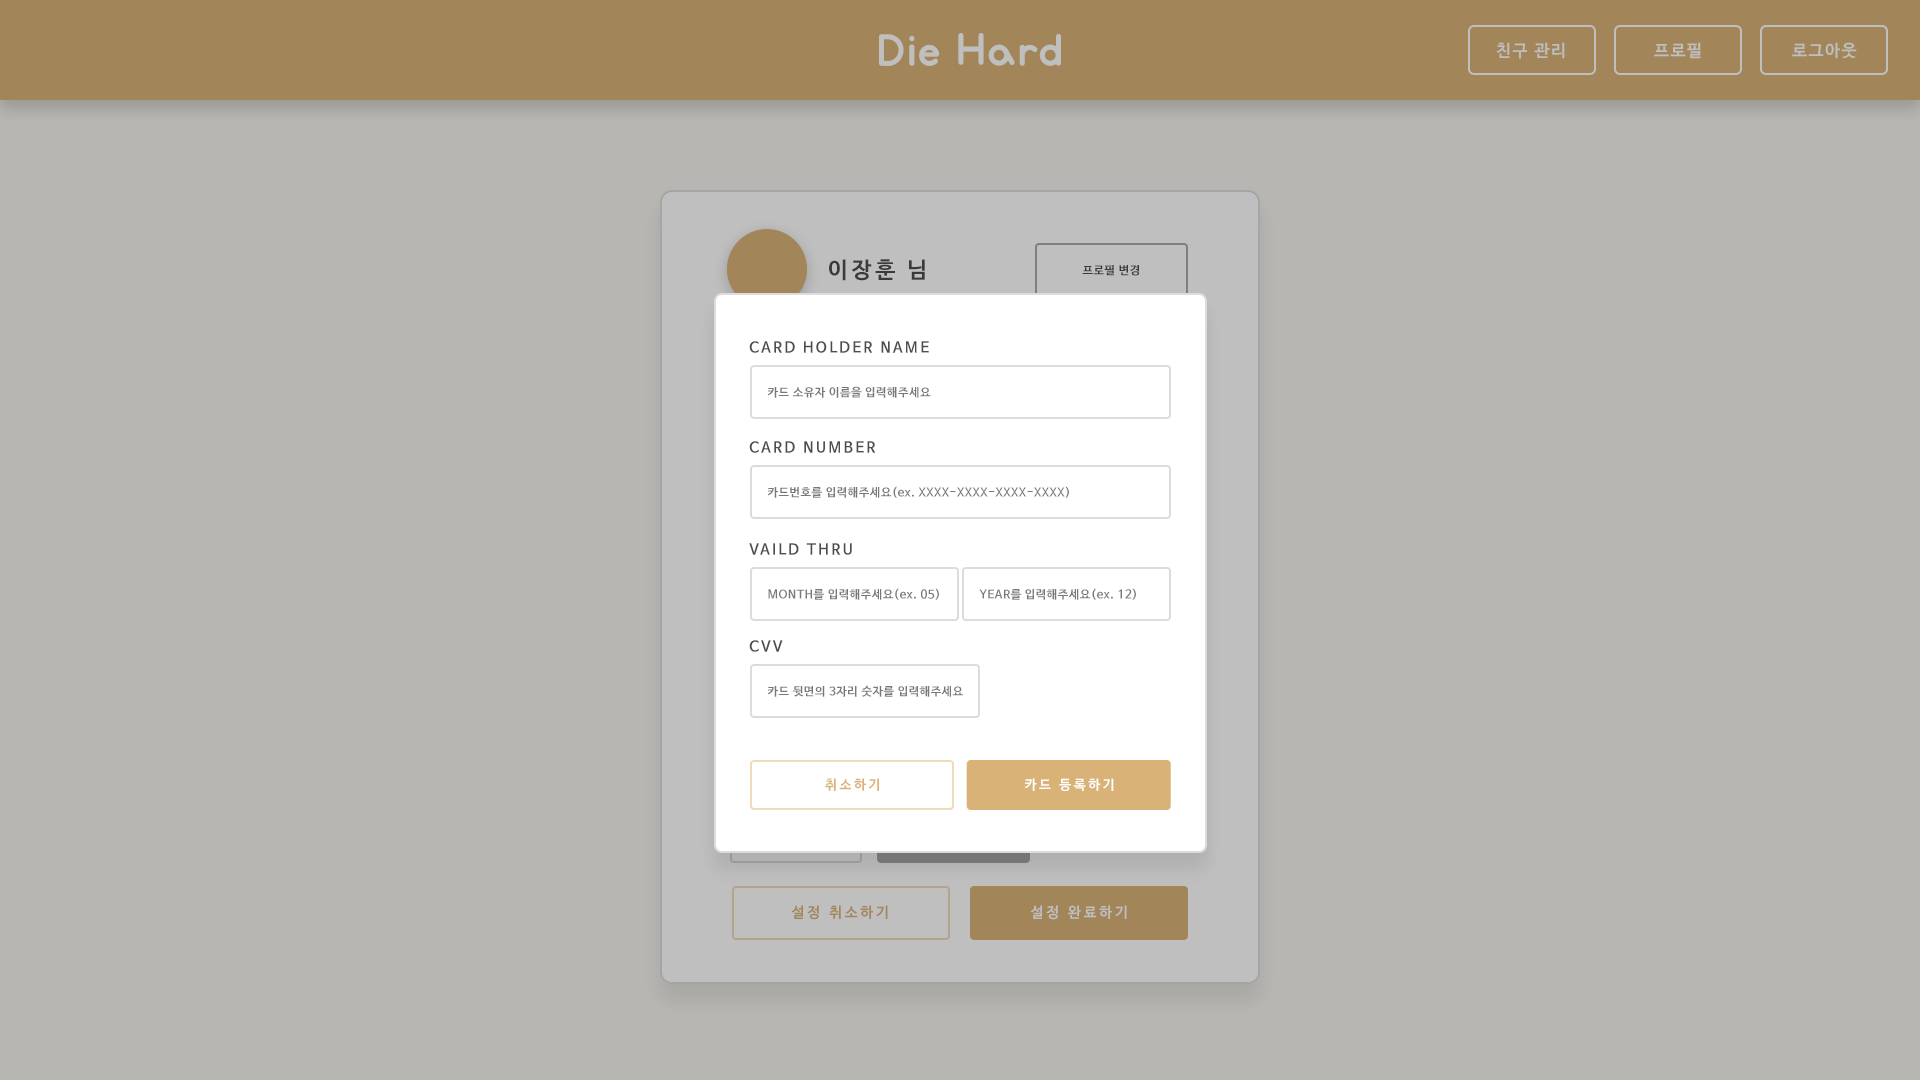 Die Hard
친구 관리
프로필
로그아웃
이장훈 님
프로필 변경
CARD HOLDER NAME
카드 소유자 이름을 입력해주세요
CARD NUMBER
카드번호를 입력해주세요(ex. XXXX-XXXX-XXXX-XXXX)
VAILD THRU
MONTH를 입력해주세요(ex. 05)
YEAR를 입력해주세요(ex. 12)
CVV
카드 뒷면의 3자리 숫자를 입력해주세요
취소하기
카드 등록하기
설정 취소하기
설정 완료하기